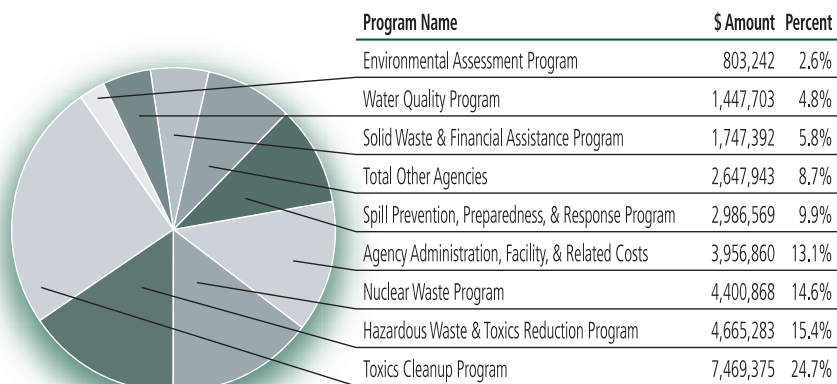 Program Name $ Amount Percent
Environmental Assessment Program 803,242 2.6%
Water Quality Program 1,447,703 4.8%
Solid Waste & Financial Assistance Program 1,747,392 5.8%
Total Other Agencies 2,647,943 8.7%
Spill Prevention, Preparedness, & Response Program 2,986,569 9.9%
Agency Administration, Facility, & Related Costs 3,956,860 13.1%
Nuclear Waste Program 4,400,868 14.6%
Hazardous Waste & Toxics Reduction Program 4,665,283 15.4%
Toxics Cleanup Program 7,469,375 24.7%